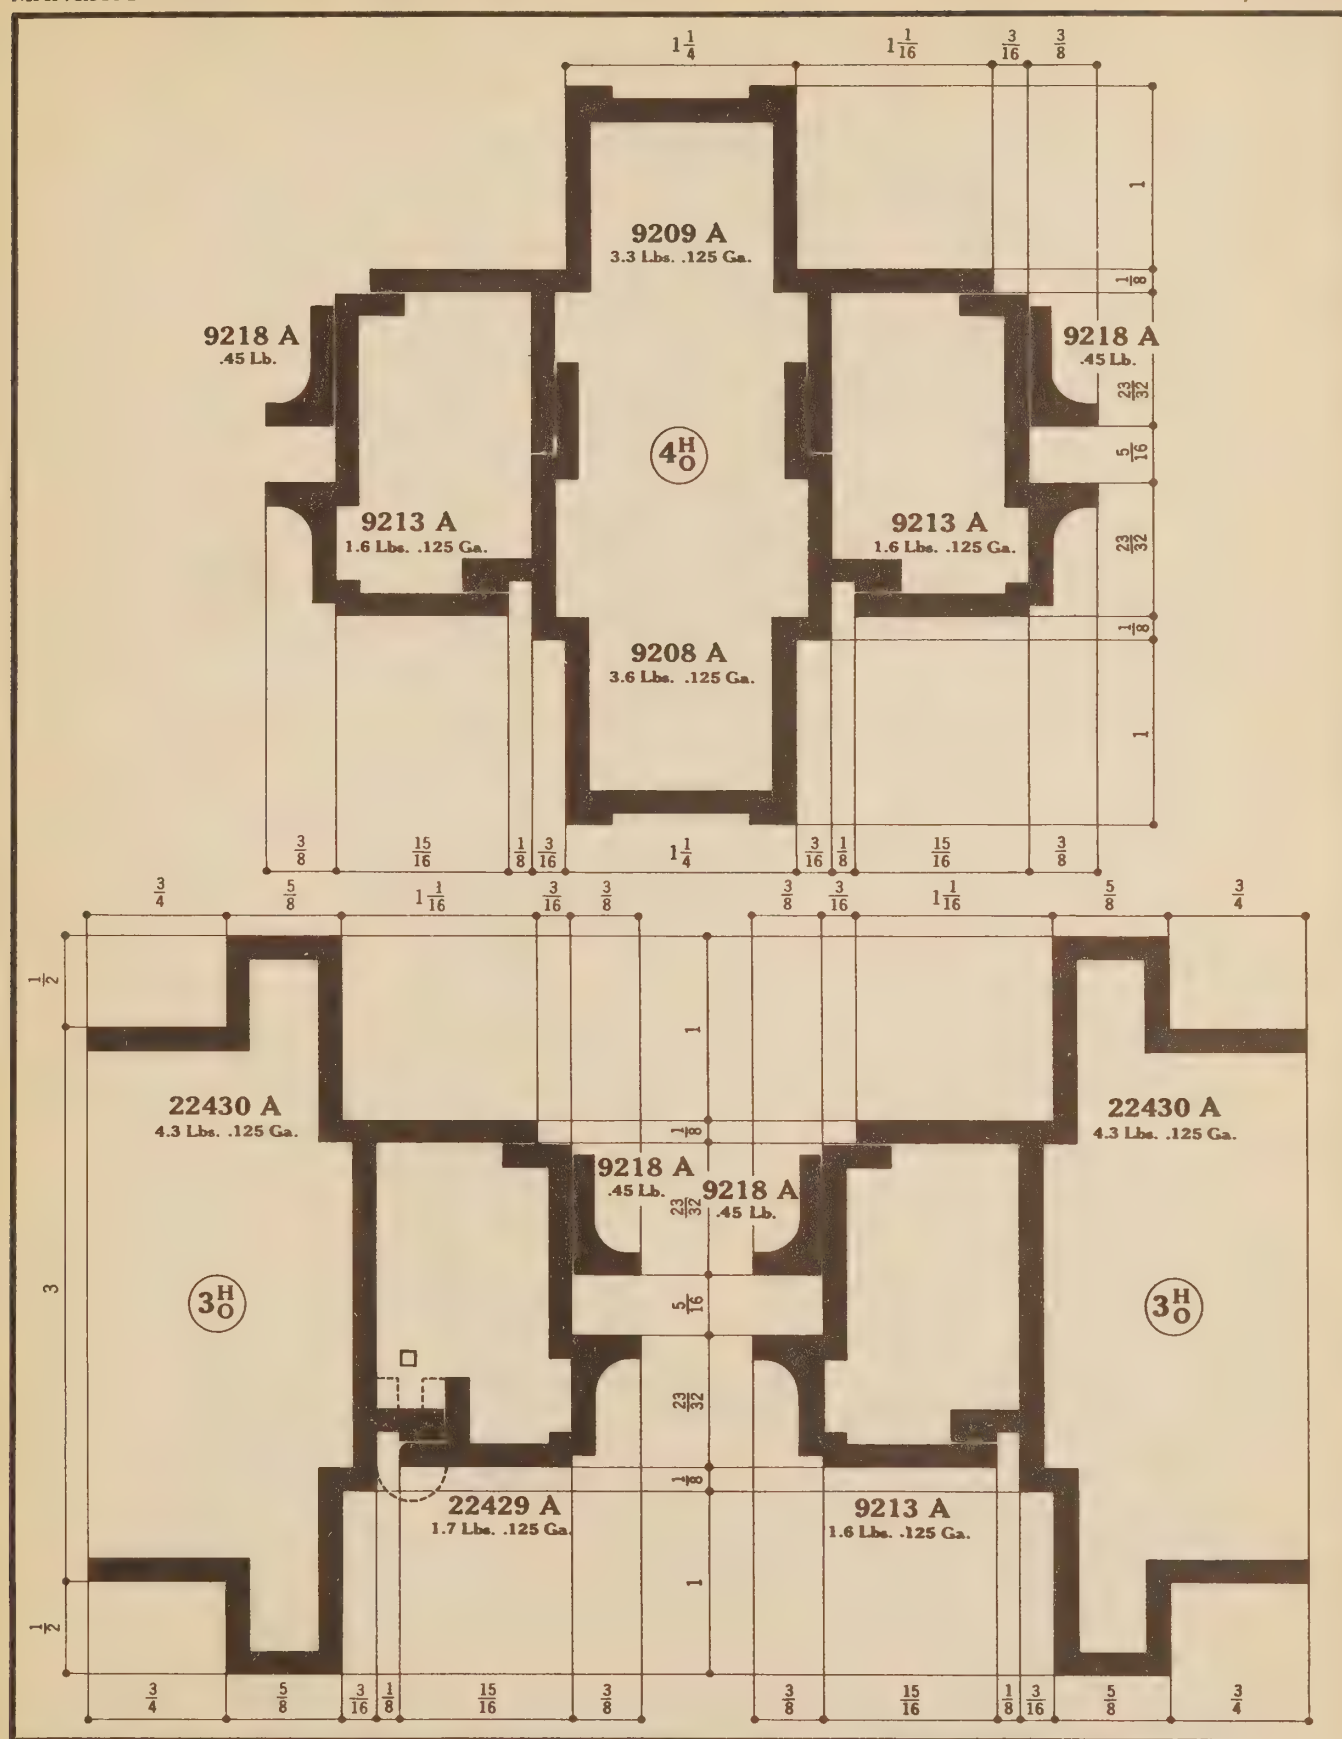 1 1/4 1 1/16 3/16 3/8
1
9209 A
3.3 Lbs. .125 Ga.
1/8
9218 A 9218 A
.45 Lb. .45 Lb.
23/32
4 H/O
5/16
9213 A 9213 A
1.6 Lbs. .125 Ga. 1.6 Lbs. .125 Ga.
23/32
1/8
9208 A
3.6 Lbs. .125 Ga.
1
3/8 15/16 1/8 3/16 1 1/4 3/16 1/8 15/16 3/8
3/4 5/8 1 1/16 3/16 3/8 3/8 3/16 1 1/16 5/8 3/4
1/2
1
22430 A 22430 A
4.3 Lbs. .125 Ga. 4.3 Lbs. .125 Ga.
1/8
9218 A 9218 A
.45 Lb. .45 Lb.
23/32
3
3 H/O 3 H/O
5/16
23/32
1/8
22429 A 9213 A
1.7 Lbs. .125 Ga. 1.6 Lbs. .125 Ga.
1
1/2
3/4 5/8 3/16 1/8 15/16 3/8 3/8 15/16 1/8 3/16 5/8 3/4